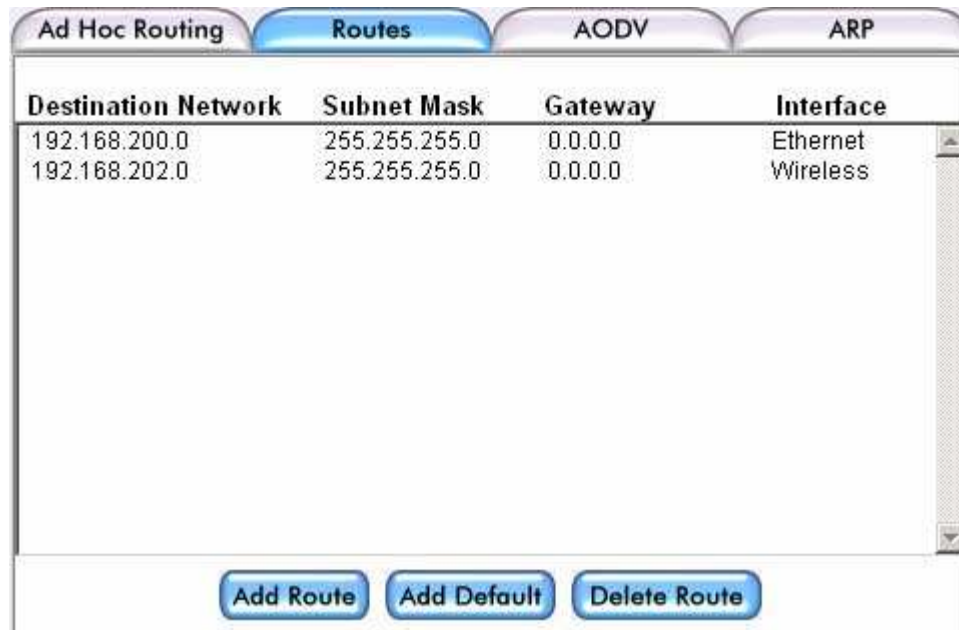 Ad Hoc Routing Routes AODV ARP
Destination Network Subnet Mask Gateway Interface
192.168.200.0 255.255.255.0 0.0.0.0 Ethernet
192.168.202.0 255.255.255.0 0.0.0.0 Wireless
Add Route Add Default Delete Route